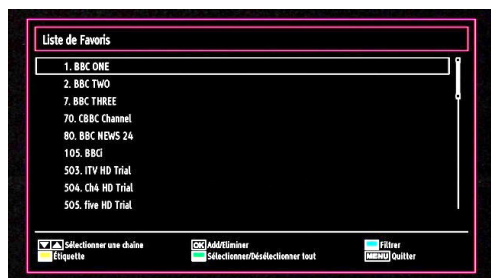 Liste de Favoris
1. BBC ONE
2. BBC TWO
7. BBC THREE
70. CBBC Channel
80. BBC NEWS 24
105. BBCi
503. ITV HD Trial
504. Ch4 HD Trial
505. five HD Trial
Sélectionner une chaîne OK Add/Eliminer Filtrer
Étiquette Sélectionner/Désélectionner tout MENU Quitter